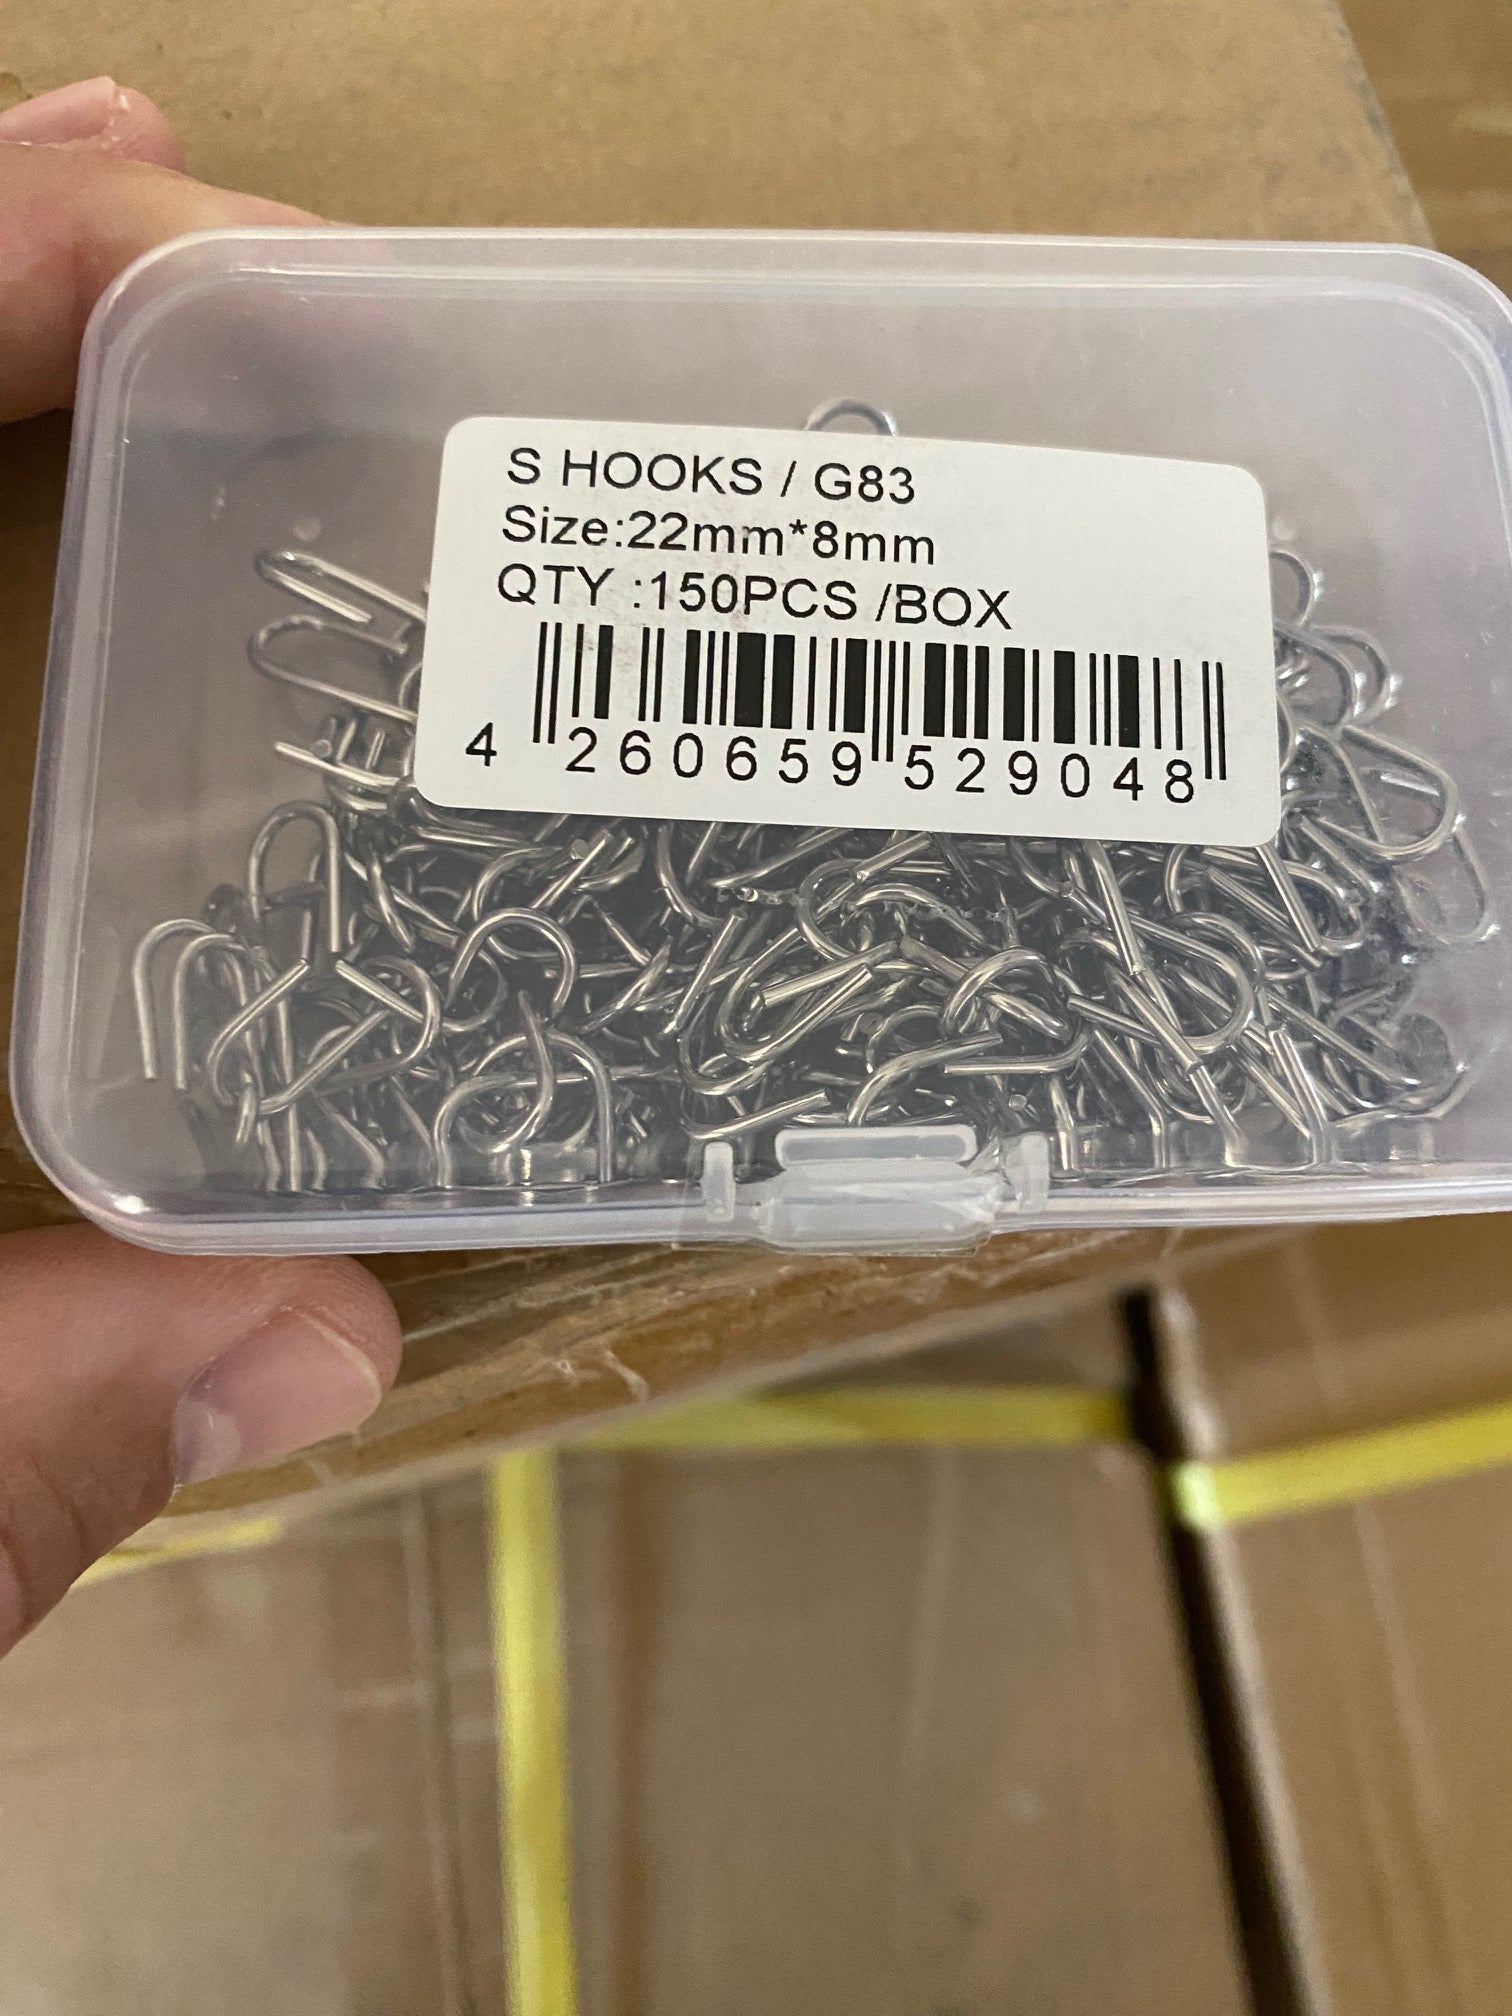 S HOOKS / G83
Size:22mm*8mm
QTY :150PCS /BOX
4 260659 529048